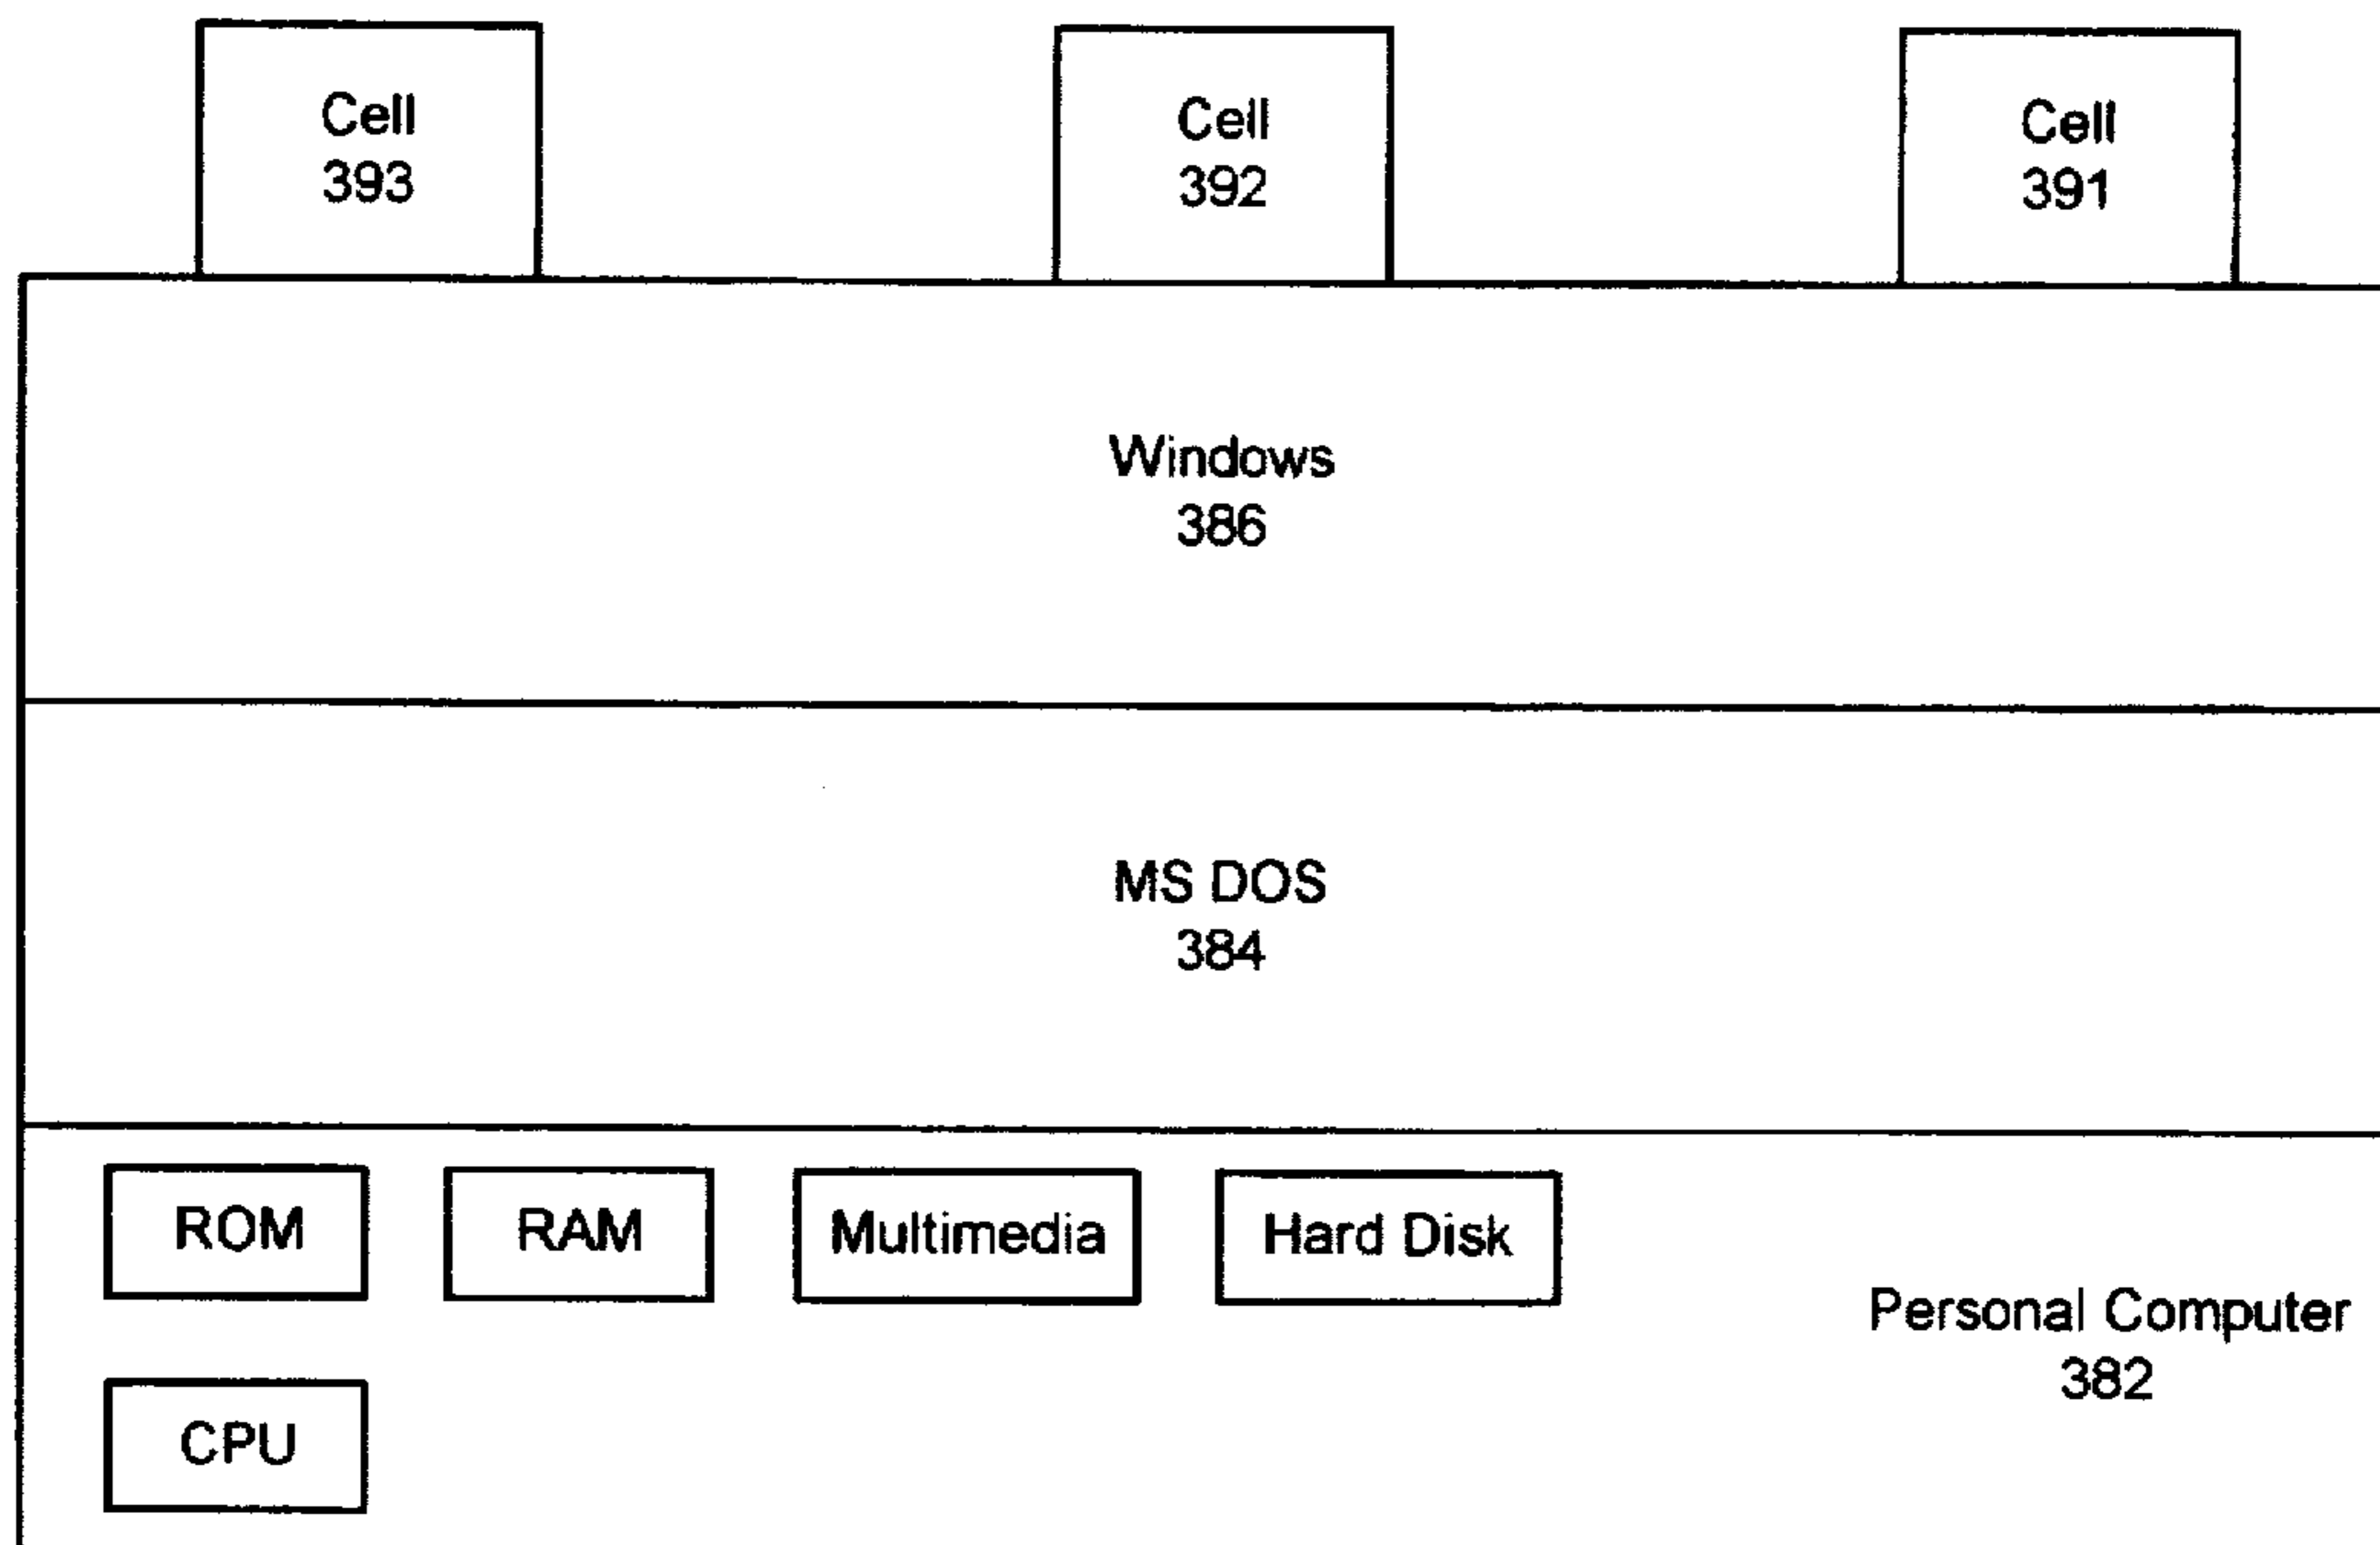 Cell
393
Cell
392
Cell
391
Windows
386
MS DOS
384
ROM
RAM
Multimedia
Hard Disk
Personal Computer
382
CPU